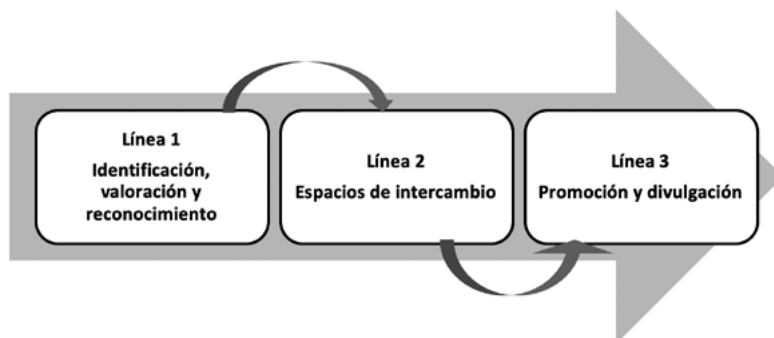 Línea 1
Identificación,
valoración y
reconocimiento
Línea 2
Espacios de intercambio
Línea 3
Promoción y divulgación